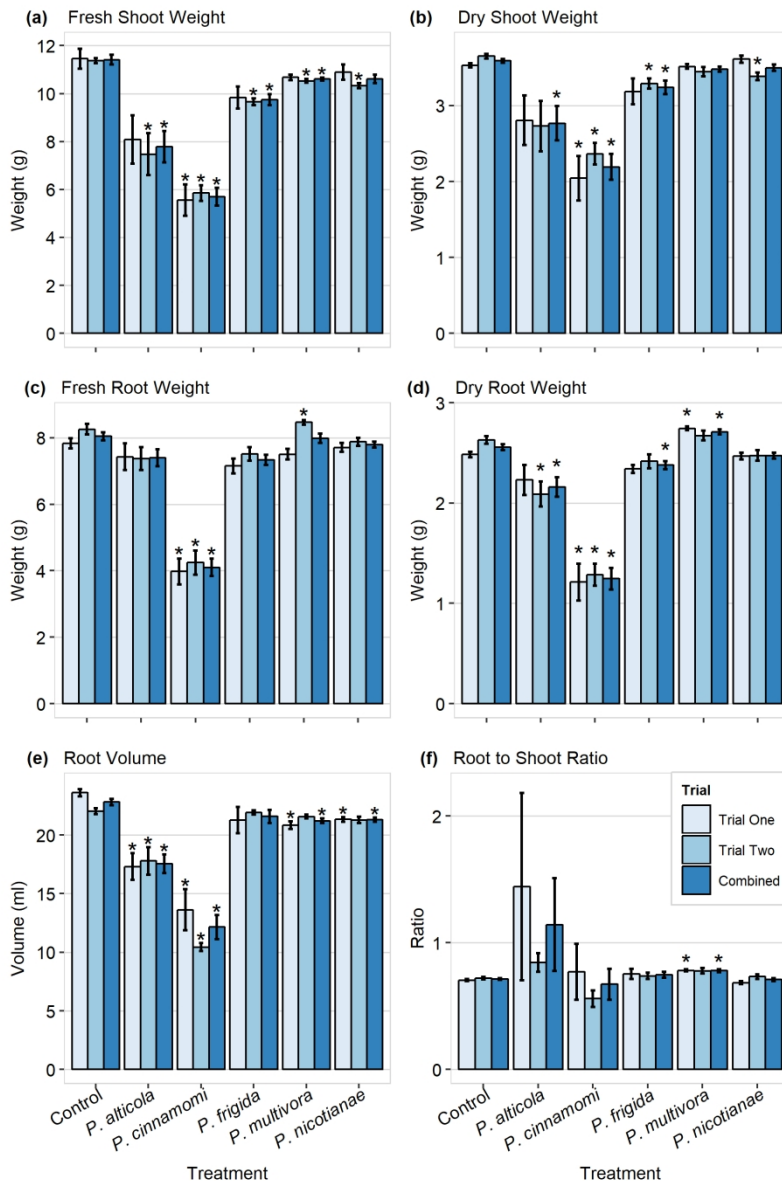 (a) Fresh Shoot Weight
12
10
8
6
4
2
0
Weight (g)
* * * * * * * * * * *
(b) Dry Shoot Weight
3
2
1
0
Weight (g)
* * * * * * *
(c) Fresh Root Weight
8
6
4
2
0
Weight (g)
* * * *
(d) Dry Root Weight
3
2
1
0
Weight (g)
* * * * * * * *
(e) Root Volume
20
15
10
5
0
Volume (ml)
* * * * * * * * * *
(f) Root to Shoot Ratio
2
1
0
Ratio
* *
Trial
Trial One
Trial Two
Combined
Control
P. alticola
P. cinnamomi
P. frigida
P. multivora
P. nicotianae
Treatment
Control
P. alticola
P. cinnamomi
P. frigida
P. multivora
P. nicotianae
Treatment